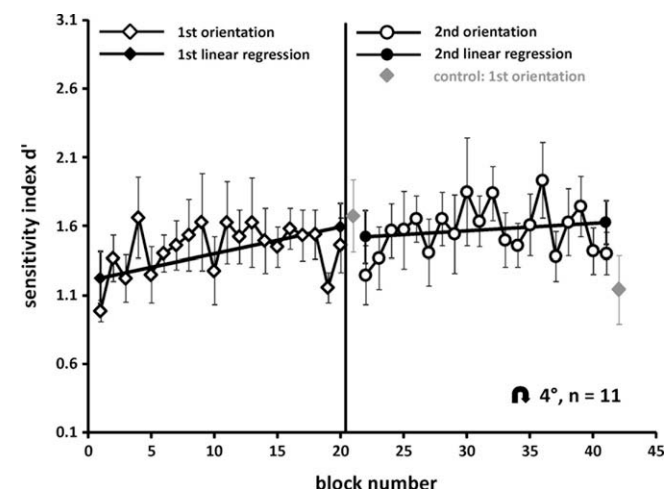 3.1
1st orientation
1st linear regression
2nd orientation
2nd linear regression
control: 1st orientation
2.6
2.1
1.6
1.1
0.6
0.1
sensitivity index d'
4°, n = 11
0 5 10 15 20 25 30 35 40 45
block number